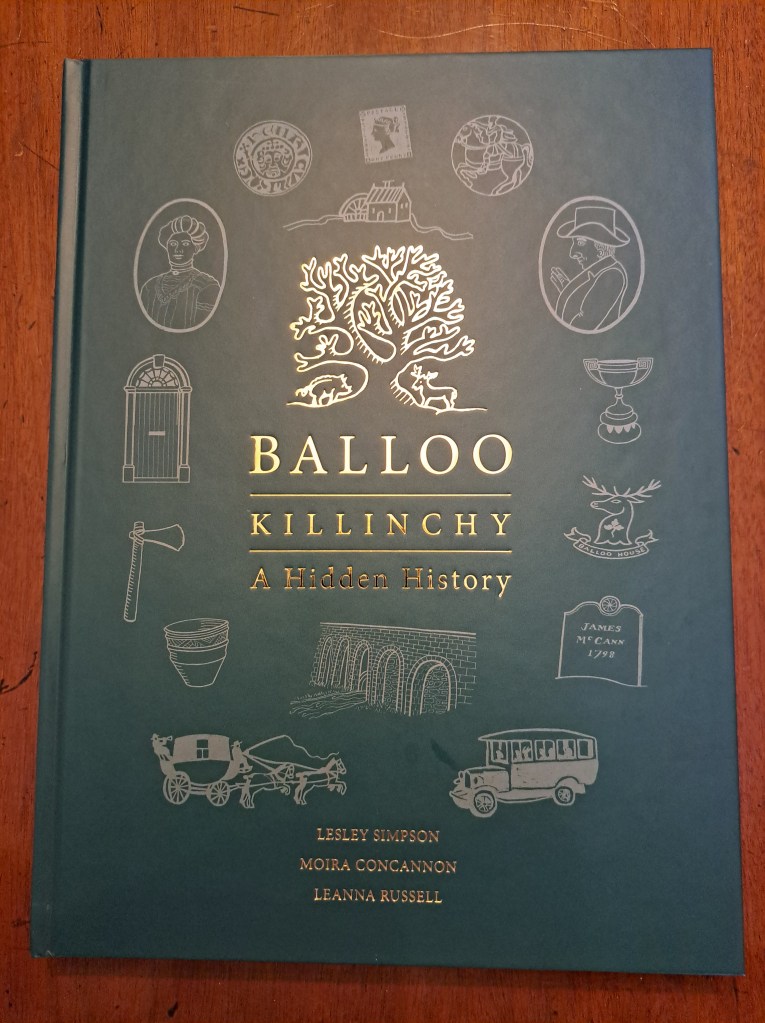 BALLOO
KILLINCHY
A Hidden History
BALLOO HOUSE
JAMES
McCANN
1798
LESLEY SIMPSON
MOIRA CONCANNON
LEANNA RUSSELL